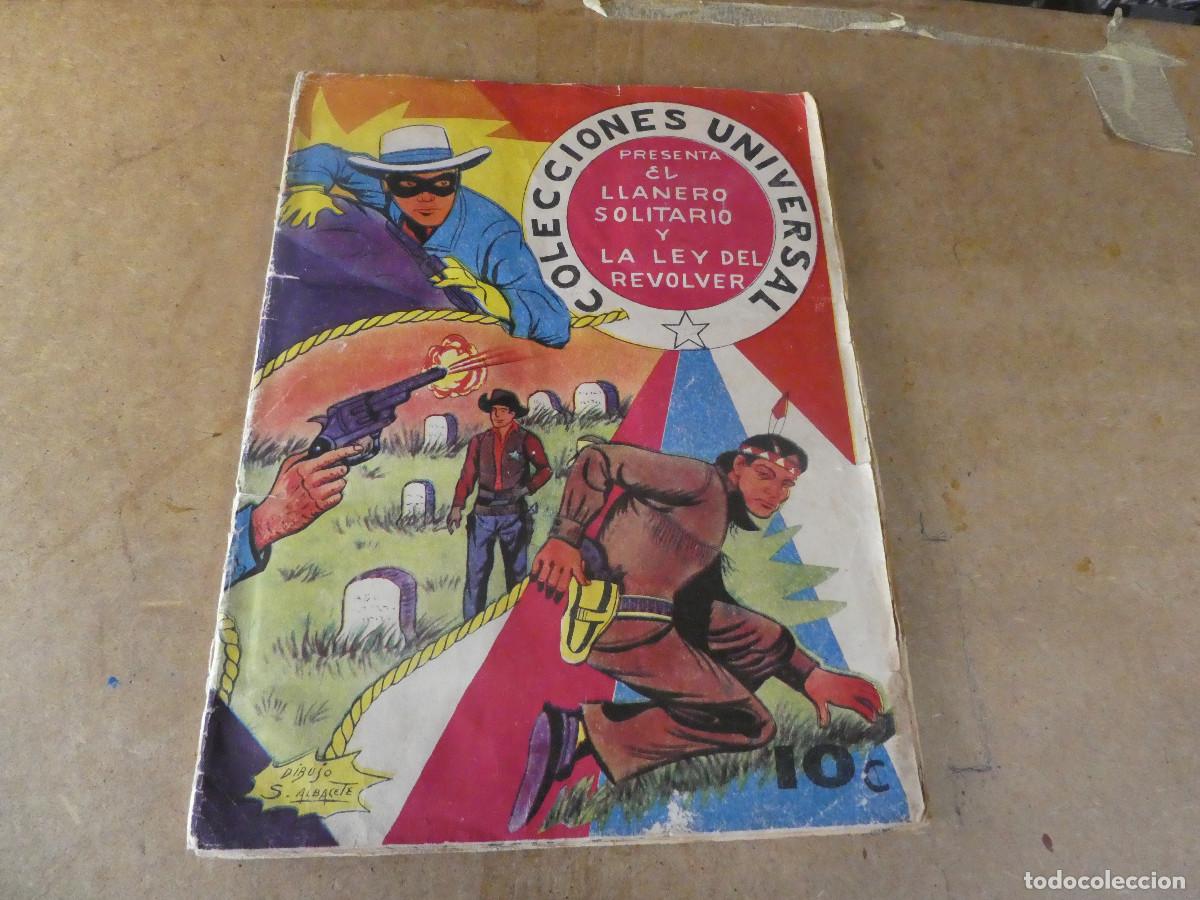 COLECCIONES UNIVERSAL
PRESENTA
EL
LLANERO
SOLITARIO
Y
LA LEY DEL
REVOLVER
10c
DIBUJO
S. ALBACETE
todocoleccion